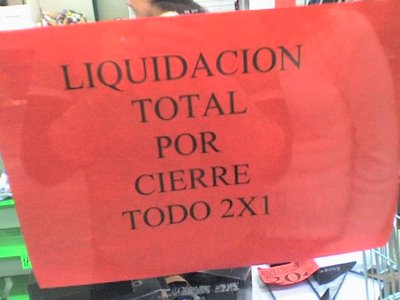 LIQUIDACION
TOTAL
POR
CIERRE
TODO 2X1